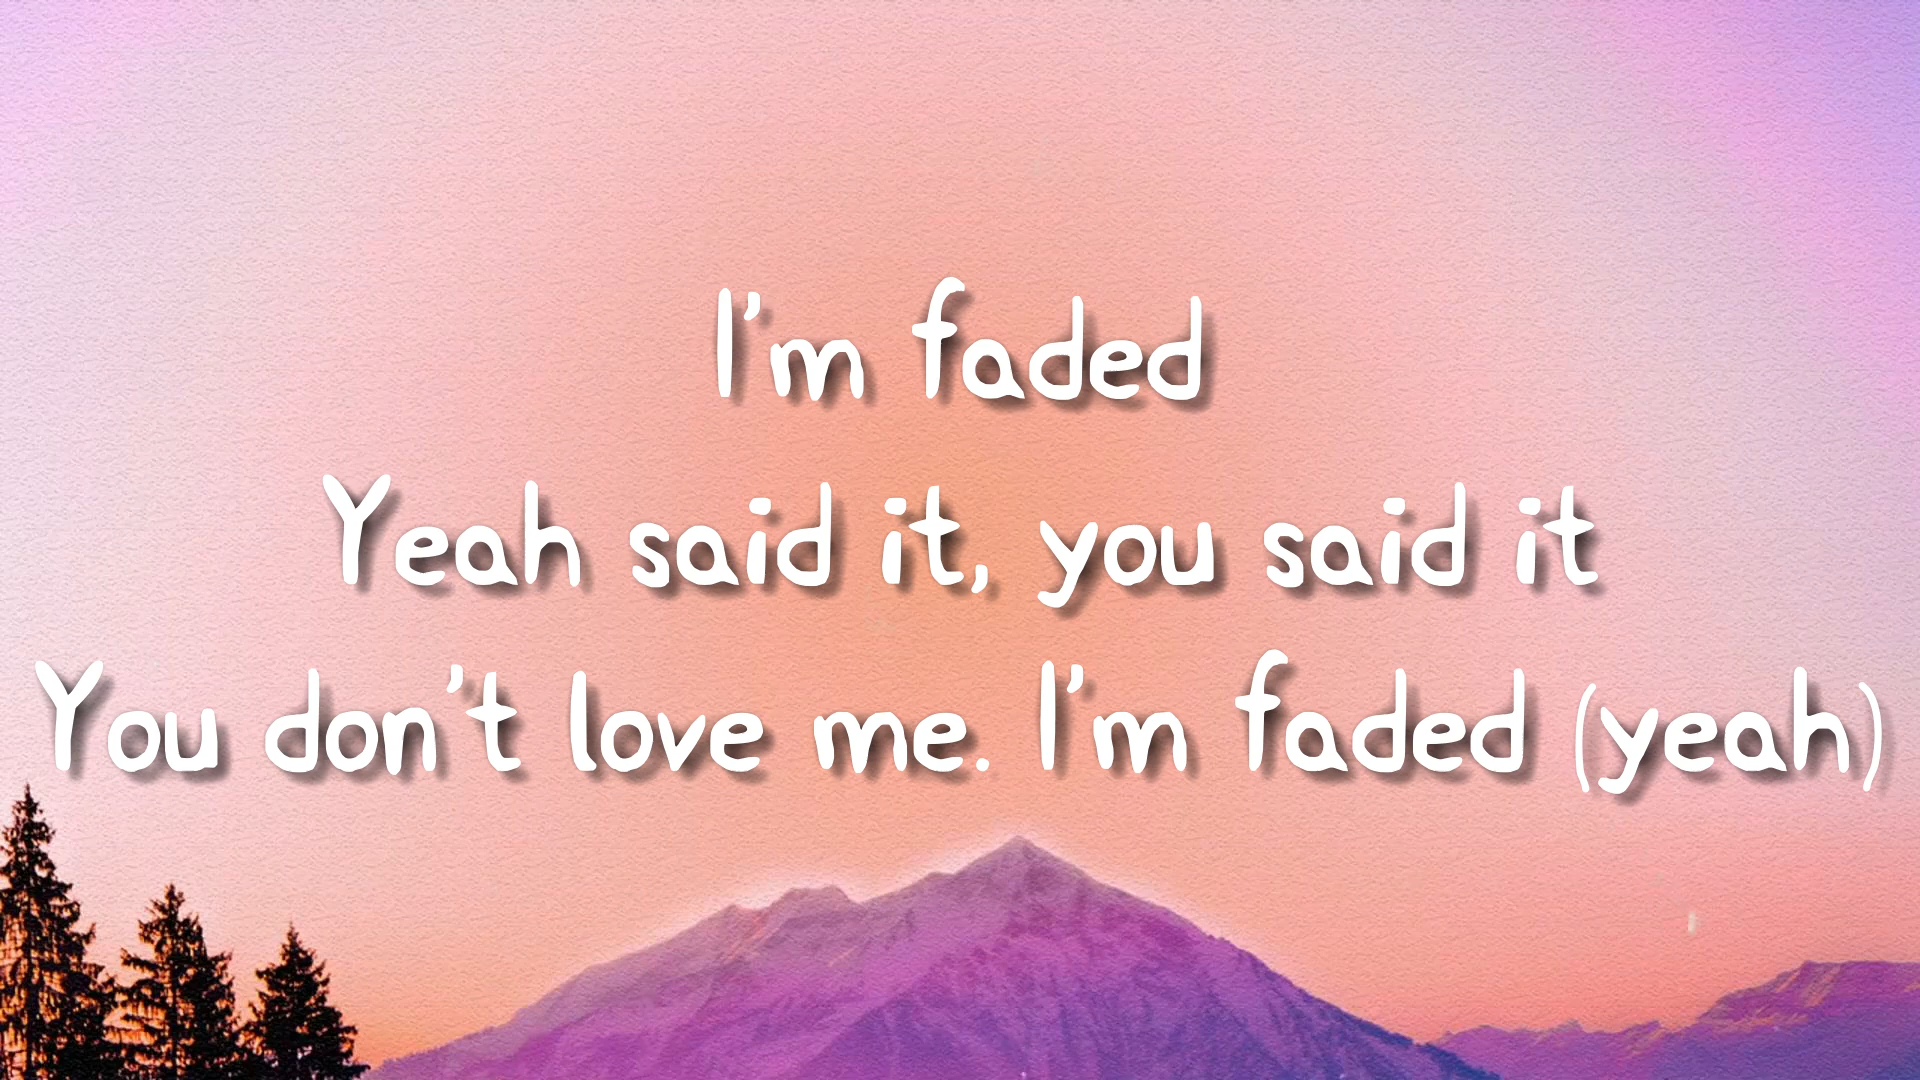 I'm faded
Yeah said it, you said it
You don't love me. I'm faded (yeah)